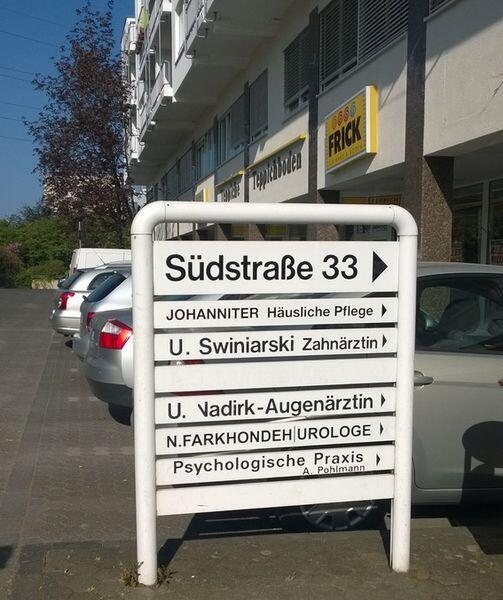 FRICK
Teppichboden
Südstraße 33
JOHANNITER Häusliche Pflege
U. Swiniarski Zahnärztin
U. Nadirk-Augenärztin
N.FARKHONDEH UROLOGE
Psychologische Praxis
A. Pohlmann